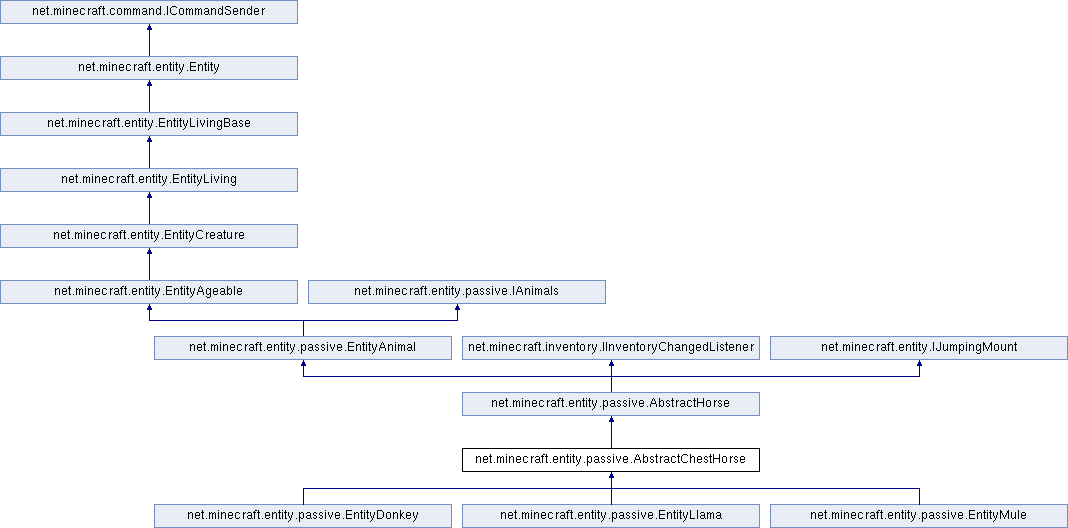 net.minecraft.command.ICommandSender
net.minecraft.entity.Entity
net.minecraft.entity.EntityLivingBase
net.minecraft.entity.EntityLiving
net.minecraft.entity.EntityCreature
net.minecraft.entity.EntityAgeable
net.minecraft.entity.passive.IAnimals
net.minecraft.entity.passive.EntityAnimal
net.minecraft.inventory.IInventoryChangedListener
net.minecraft.entity.IJumpingMount
net.minecraft.entity.passive.AbstractHorse
net.minecraft.entity.passive.AbstractChestHorse
net.minecraft.entity.passive.EntityDonkey
net.minecraft.entity.passive.EntityLlama
net.minecraft.entity.passive.EntityMule